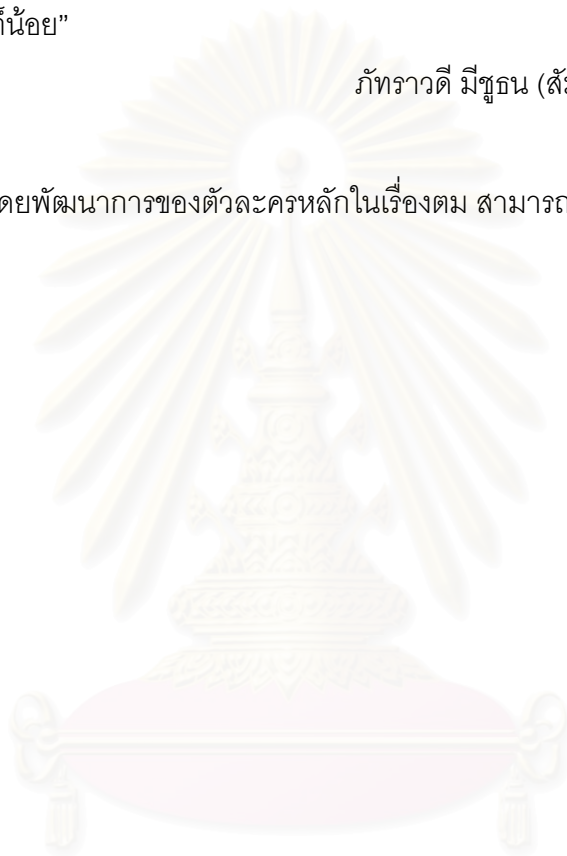 ก็น้อย”
ภัทราวดี มีชูธน
ดยพัฒนาการของตัวละครหลักในเรื่องตม สามารถ